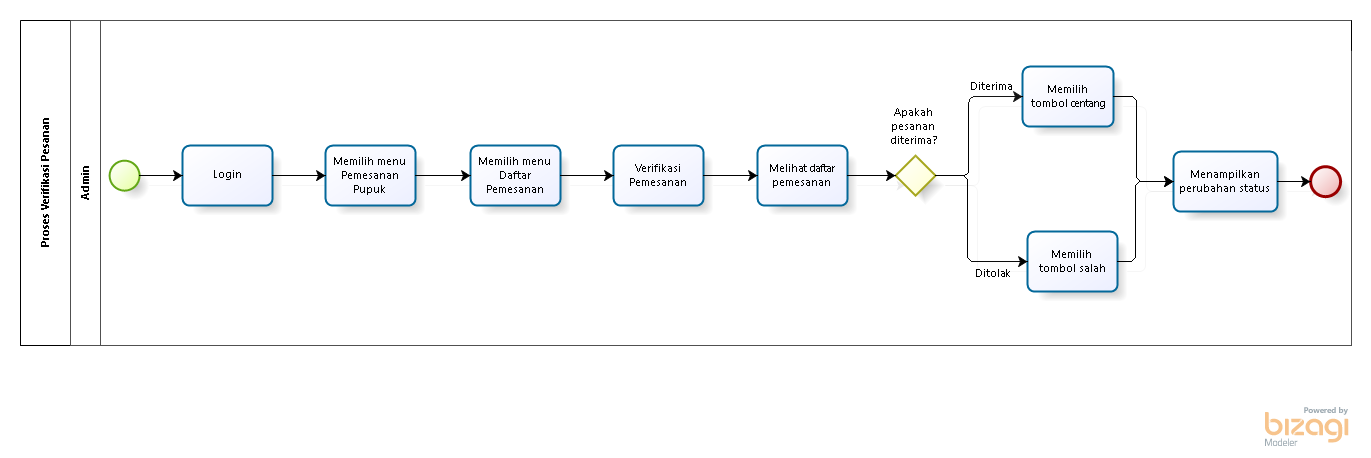 Proses Verifikasi Pesanan
Admin
Login
Memilih menu
Pemesanan
Pupuk
Memilih menu
Daftar
Pemesanan
Verifikasi
Pemesanan
Melihat daftar
pemesanan
Apakah
pesanan
diterima?
Diterima
Memilih
tombol centang
Ditolak
Memilih
tombol salah
Menampilkan
perubahan status
Powered by
bizagi
Modeler